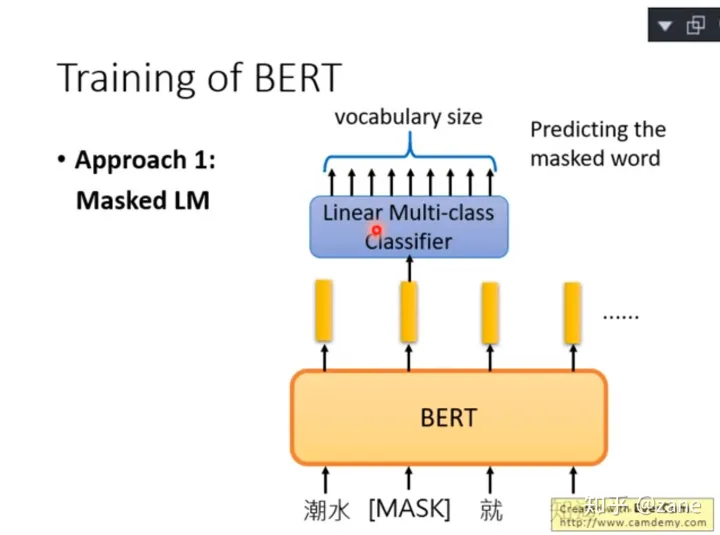 Training of BERT
vocabulary size
Predicting the
masked word
• Approach 1:
Masked LM
Linear Multi-class
Classifier
......
BERT
潮水 [MASK] 就
知乎 @zane
Created with
http://www.camdemy.com